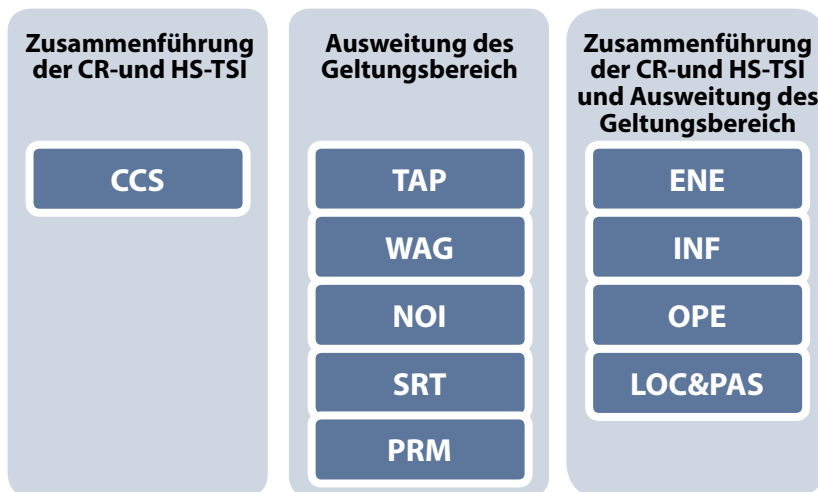 Zusammenführung
der CR-und HS-TSI
CCS
Ausweitung des
Geltungsbereich
TAP
WAG
NOI
SRT
PRM
Zusammenführung
der CR-und HS-TSI
und Ausweitung des
Geltungsbereich
ENE
INF
OPE
LOC&PAS